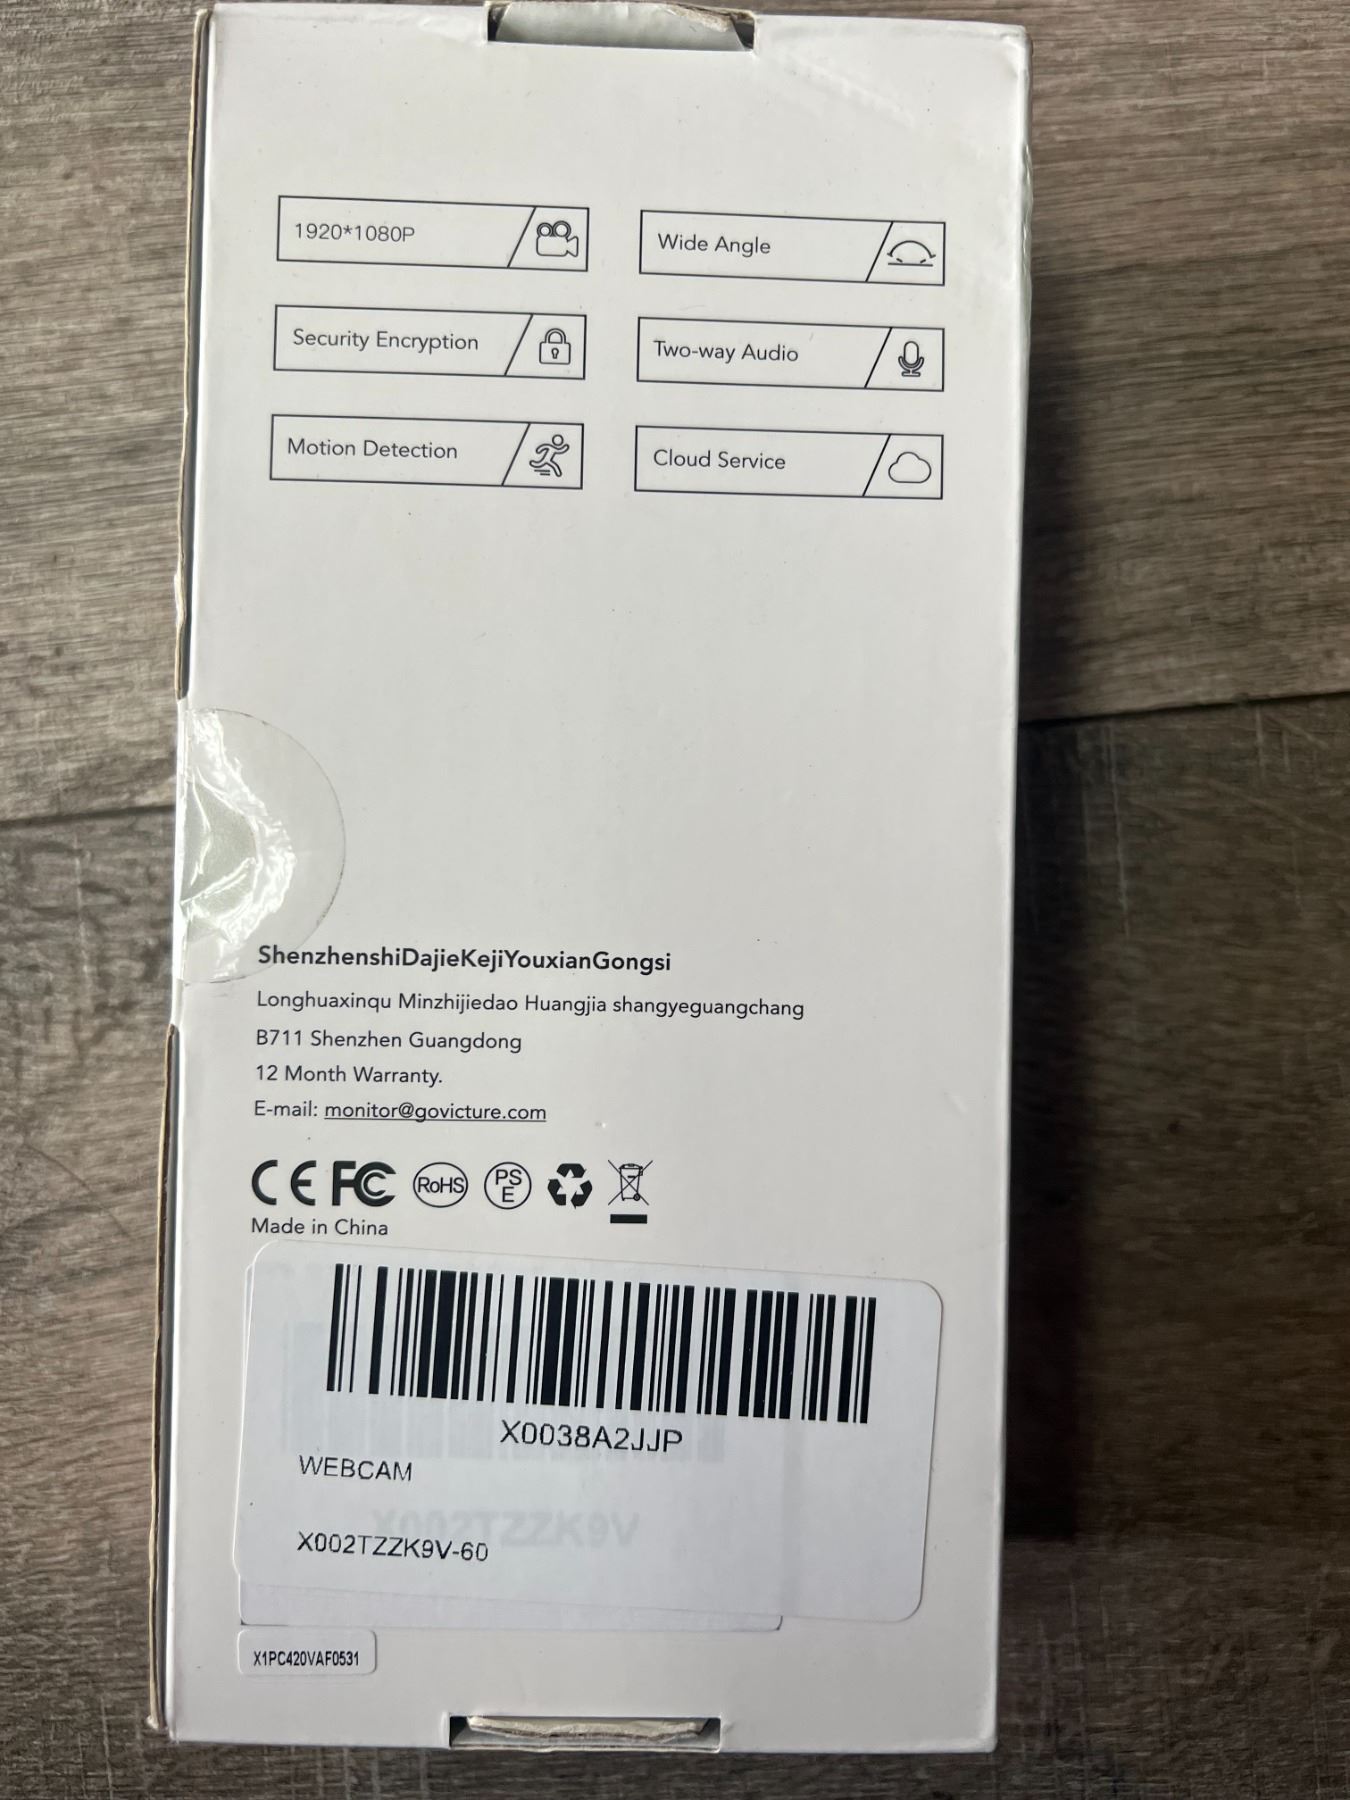 1920*1080P
Wide Angle
Security Encryption
Two-way Audio
Motion Detection
Cloud Service
ShenzhenshiDajieKejiYouxianGongsi
Longhuaxinqu Minzhijiedao Huangjia shangyeguangchang
B711 Shenzhen Guangdong
12 Month Warranty.
E-mail: monitor@govicture.com
CE FC RoHS PS E
Made in China
X0038A2JJP
WEBCAM
X002TZZK9V
X002TZZK9V-60
X1PC420VAF0531